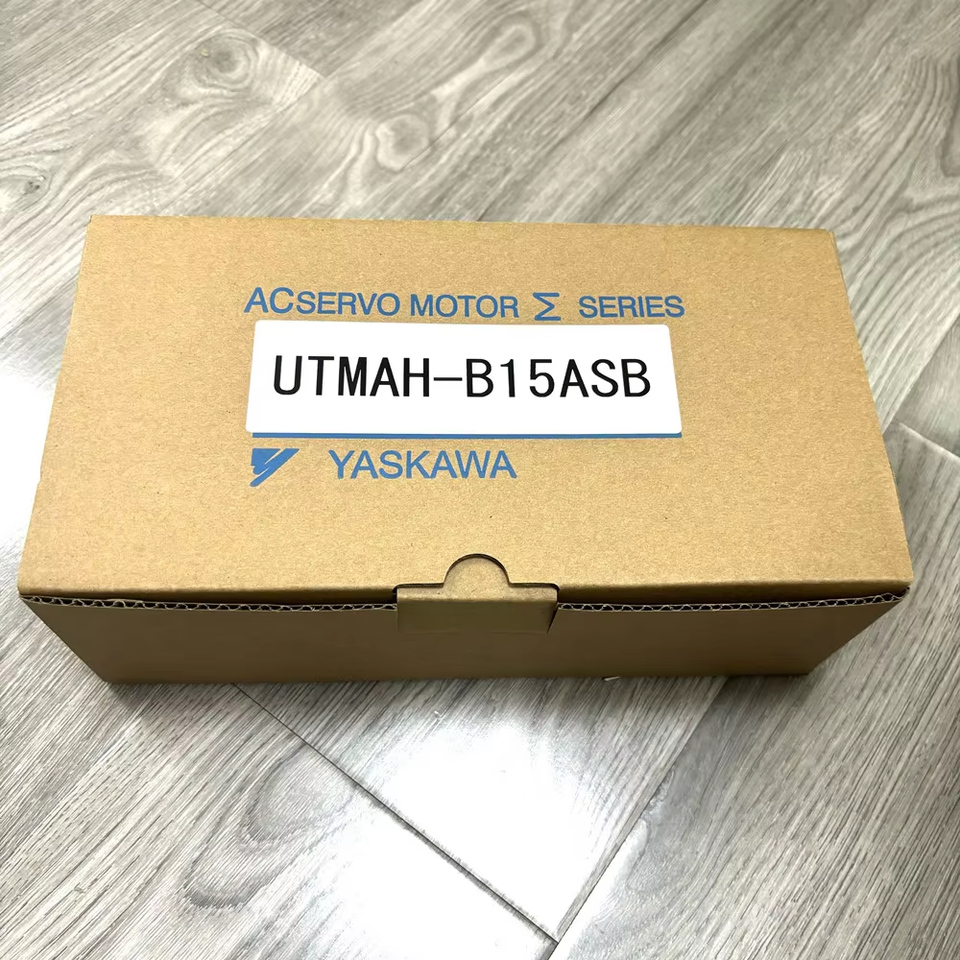 ACSERVO MOTOR Σ SERIES
UTMAH-B15ASB
YASKAWA